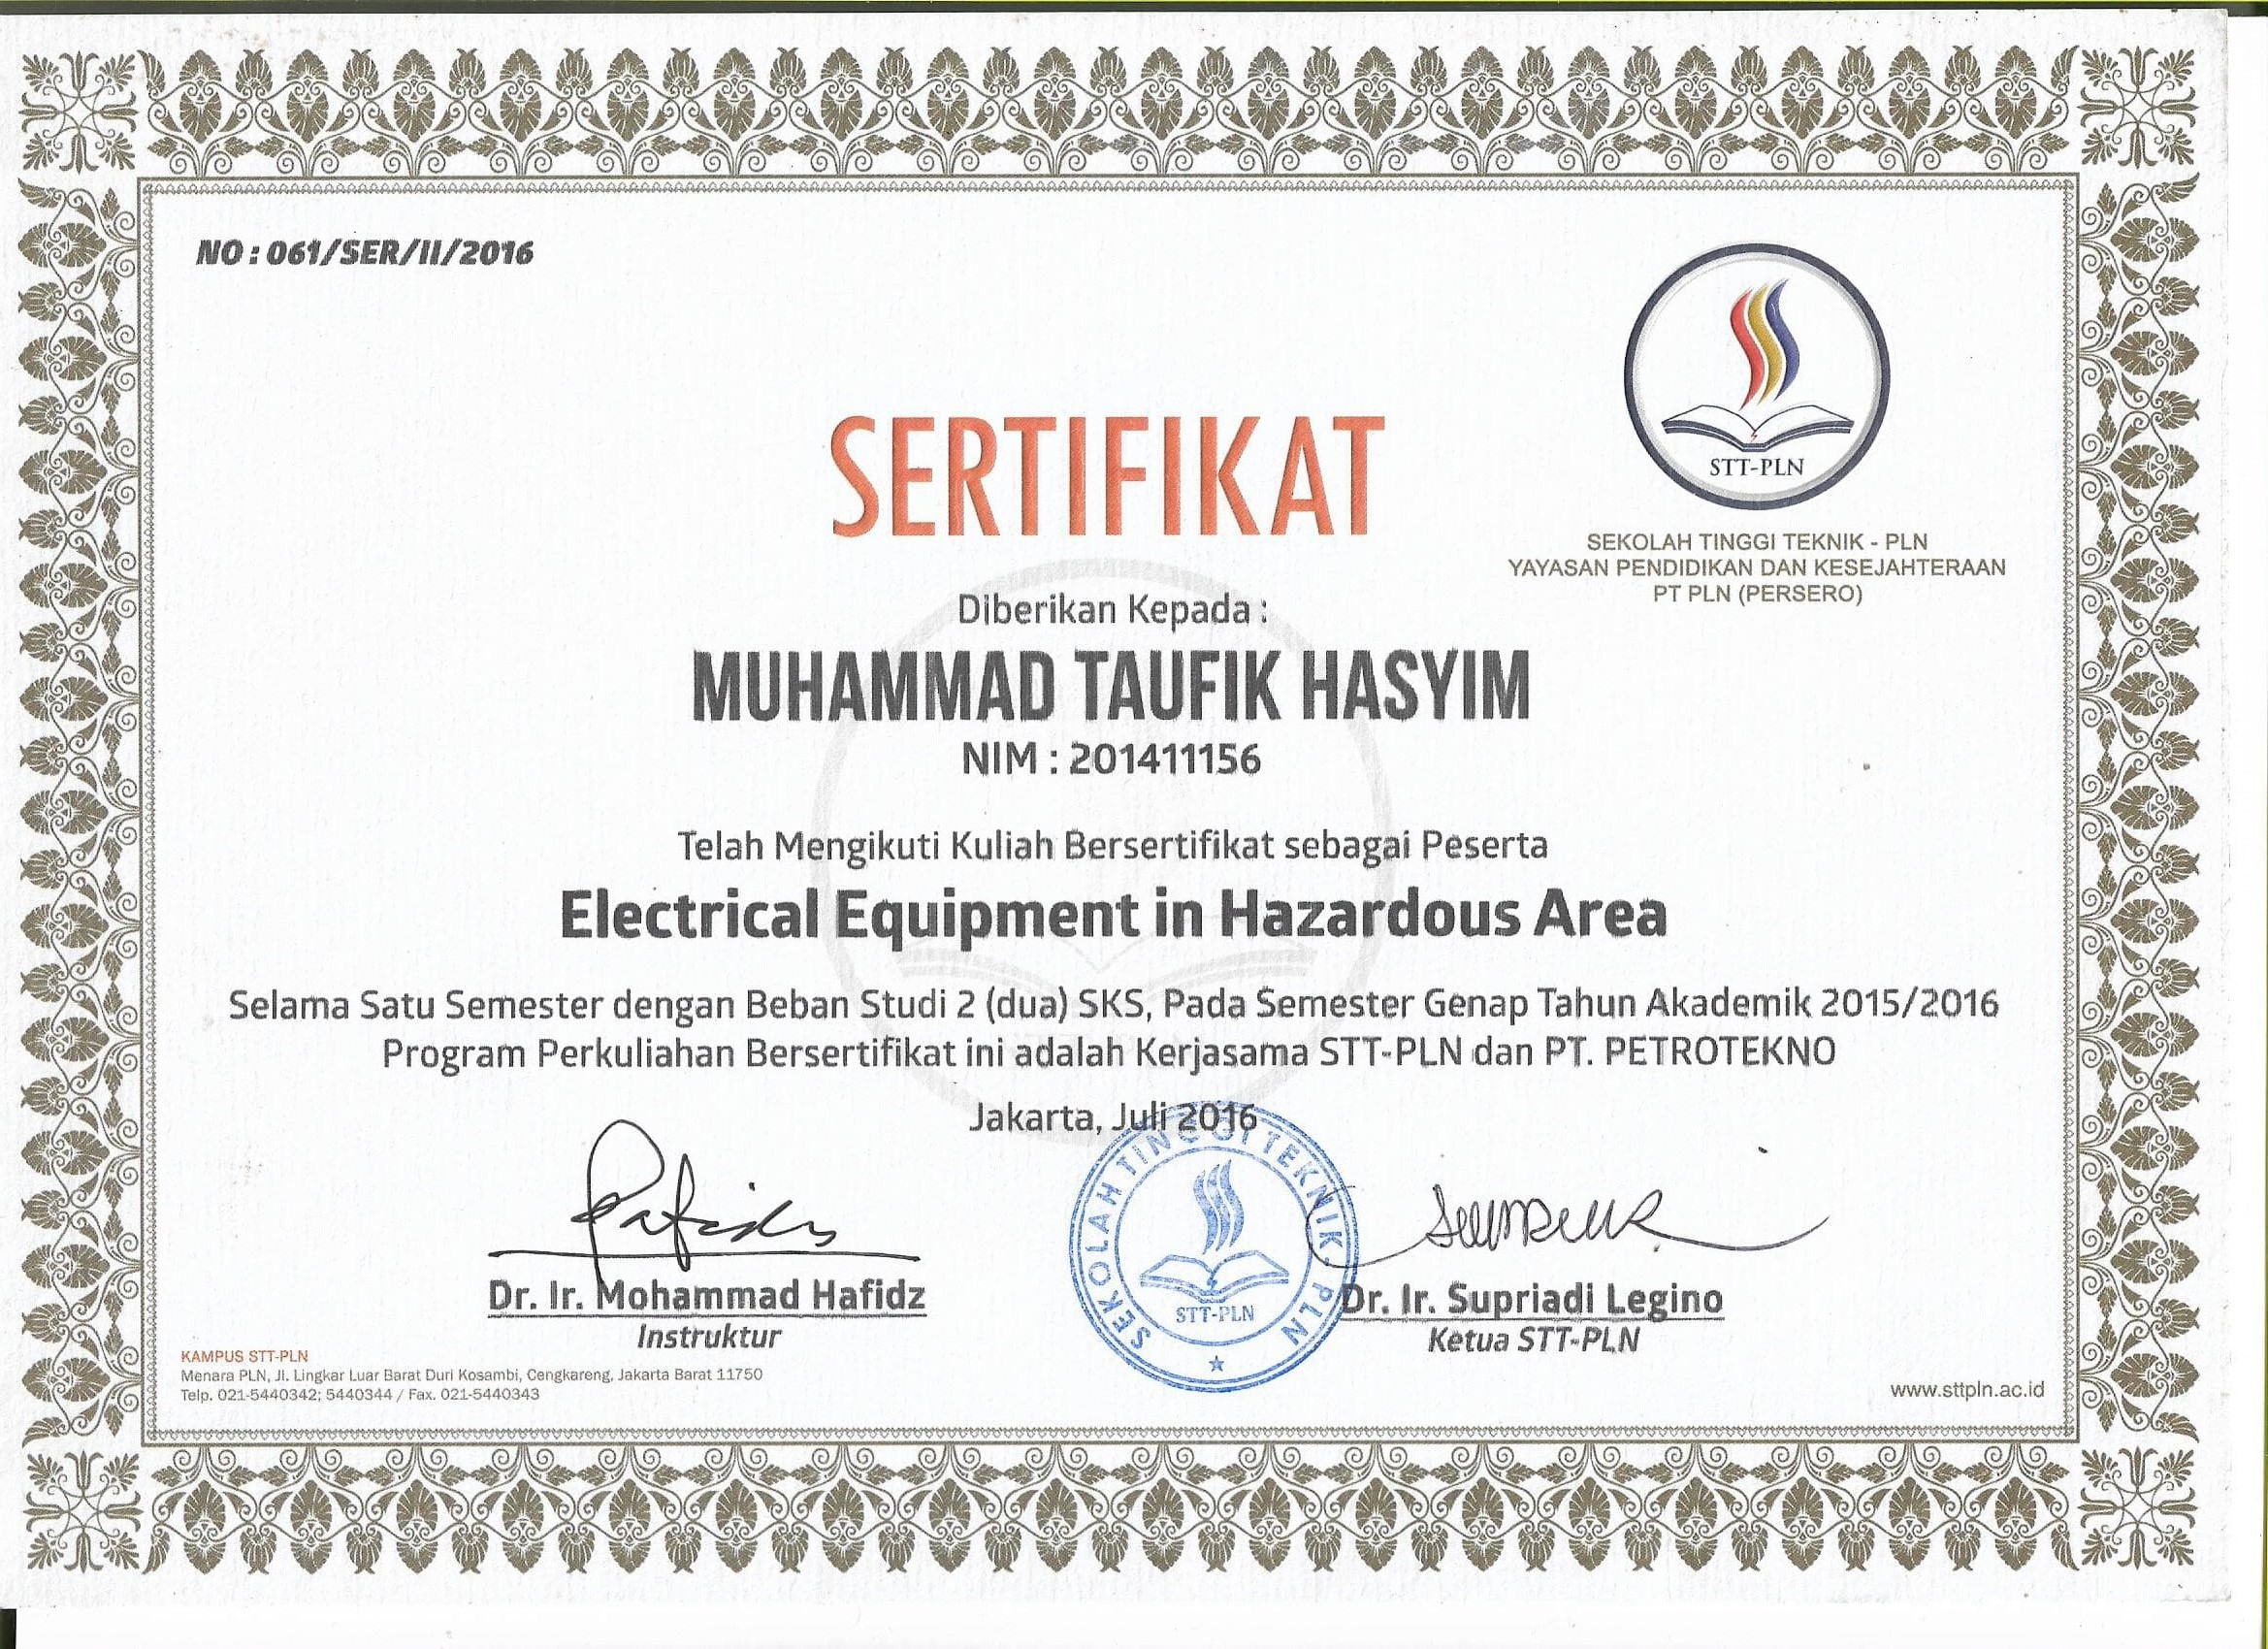 NO : 061/SER/II/2016
STT-PLN
SEKOLAH TINGGI TEKNIK - PLN
YAYASAN PENDIDIKAN DAN KESEJAHTERAAN
PT PLN (PERSERO)
SERTIFIKAT
Diberikan Kepada :
MUHAMMAD TAUFIK HASYIM
NIM : 201411156
Telah Mengikuti Kuliah Bersertifikat sebagai Peserta
Electrical Equipment in Hazardous Area
Selama Satu Semester dengan Beban Studi 2 (dua) SKS, Pada Semester Genap Tahun Akademik 2015/2016
Program Perkuliahan Bersertifikat ini adalah Kerjasama STT-PLN dan PT. PETROTEKNO
Jakarta, Juli 2016
SEKOLAH TINGGI TEKNIK PLN
STT-PLN
Dr. Ir. Mohammad Hafidz
Instruktur
Dr. Ir. Supriadi Legino
Ketua STT-PLN
KAMPUS STT-PLN
Menara PLN, Jl. Lingkar Luar Barat Duri Kosambi, Cengkareng, Jakarta Barat 11750
Telp. 021-5440342; 5440344 / Fax. 021-5440343
www.sttpln.ac.id